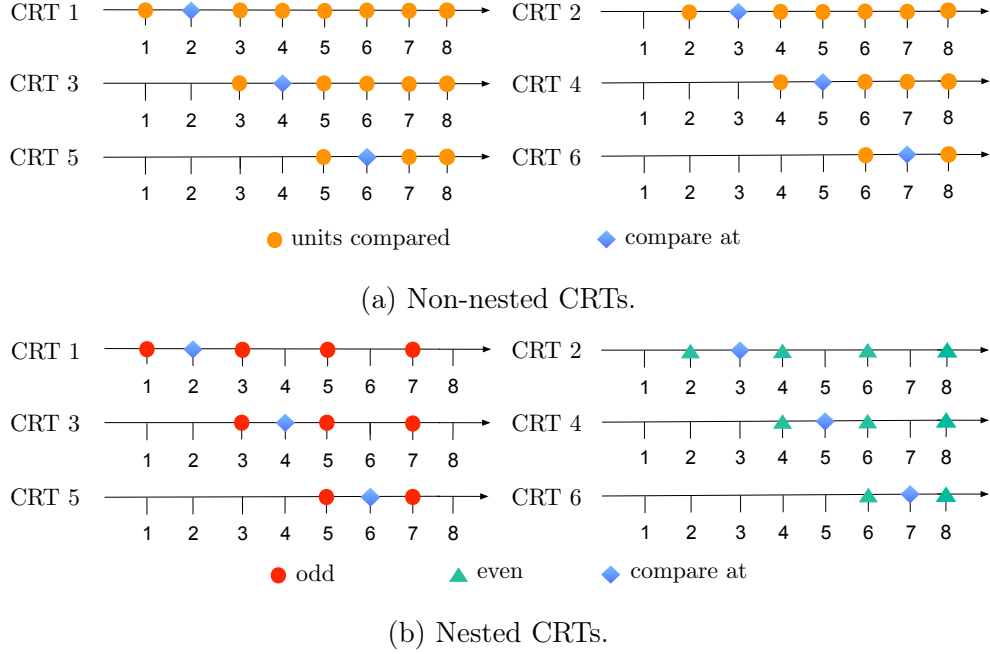 CRT 1
1 2 3 4 5 6 7 8
CRT 2
1 2 3 4 5 6 7 8
CRT 3
1 2 3 4 5 6 7 8
CRT 4
1 2 3 4 5 6 7 8
CRT 5
1 2 3 4 5 6 7 8
CRT 6
1 2 3 4 5 6 7 8
units compared
compare at
(a) Non-nested CRTs.
CRT 1
1 2 3 4 5 6 7 8
CRT 2
1 2 3 4 5 6 7 8
CRT 3
1 2 3 4 5 6 7 8
CRT 4
1 2 3 4 5 6 7 8
CRT 5
1 2 3 4 5 6 7 8
CRT 6
1 2 3 4 5 6 7 8
odd
even
compare at
(b) Nested CRTs.